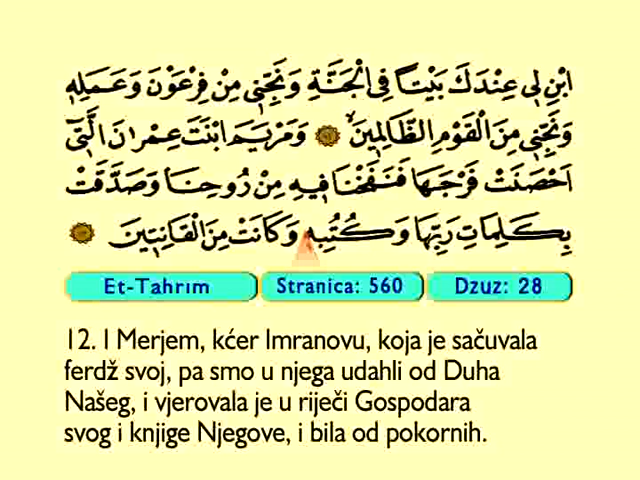 ابْنِ لٖى عِنْدَكَ بَيْتًا فِى الْجَنَّةِ وَنَجِّنٖى مِنْ فِرْعَوْنَ وَعَمَلِهٖ
وَنَجِّنٖى مِنَ الْقَوْمِ الظَّالِمٖينَ ۙ وَمَرْيَمَ ابْنَتَ عِمْرٰنَ الَّتٖٓى
اَحْصَنَتْ فَرْجَهَا فَنَفَخْنَا فٖيهِ مِنْ رُوحِنَا وَصَدَّقَتْ
بِكَلِمَاتِ رَبِّهَا وَكُتُبِهٖ وَكَانَتْ مِنَ الْقَانِتٖينَ
Et-Tahrım Stranica: 560 Dzuz: 28
12. I Merjem, kćer Imranovu, koja je sačuvala
ferdž svoj, pa smo u njega udahli od Duha
Našeg, i vjerovala je u riječi Gospodara
svog i knjige Njegove, i bila od pokornih.